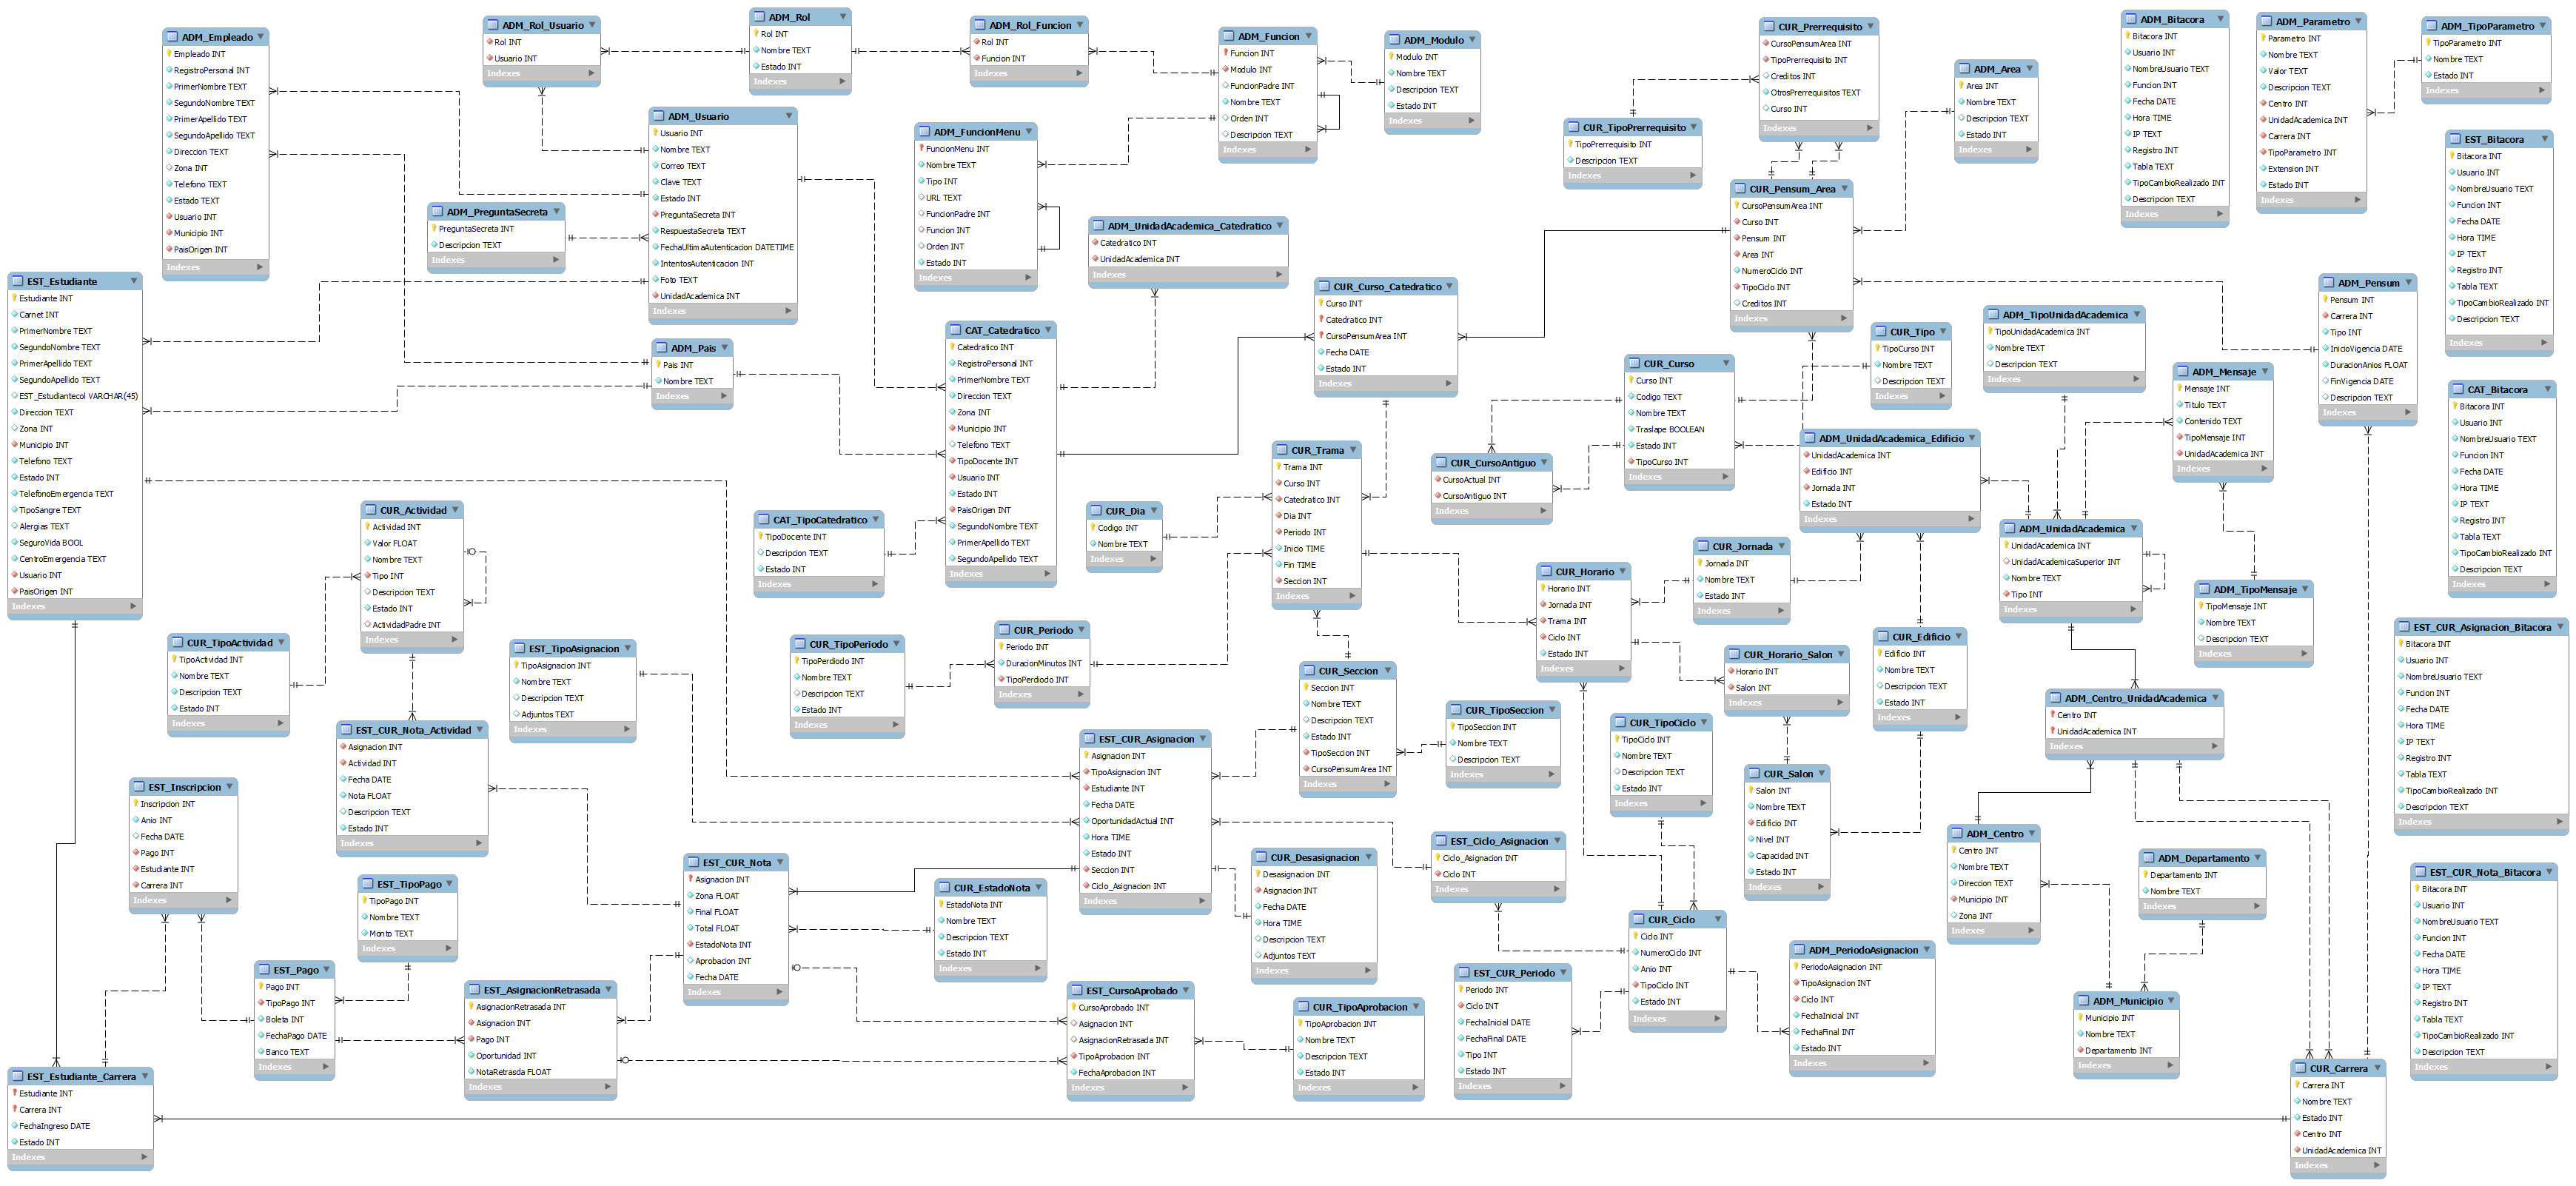 ADM_Empleado
Empleado INT
RegistroPersonal INT
PrimerNombre TEXT
SegundoNombre TEXT
PrimerApellido TEXT
SegundoApellido TEXT
Direccion TEXT
Zona INT
Telefono TEXT
Estado TEXT
Usuario INT
Municipio INT
PaisOrigen INT
Indexes
ADM_Rol_Usuario
Rol INT
Usuario INT
Indexes
ADM_Rol
Rol INT
Nombre TEXT
Estado INT
Indexes
ADM_Rol_Funcion
Rol INT
Funcion INT
Indexes
ADM_Funcion
Funcion INT
Modulo INT
FuncionPadre INT
Nombre TEXT
Orden INT
Descripcion TEXT
Indexes
ADM_Modulo
Modulo INT
Nombre TEXT
Descripcion TEXT
Estado INT
Indexes
CUR_Prerrequisito
CursoPensumArea INT
TipoPrerrequisito INT
Creditos INT
OtrosPrerrequisitos TEXT
Curso INT
Indexes
ADM_Area
Area INT
Nombre TEXT
Descripcion TEXT
Estado INT
Indexes
ADM_Bitacora
Bitacora INT
Usuario INT
NombreUsuario TEXT
Funcion INT
Fecha DATE
Hora TIME
IP TEXT
Registro INT
Tabla TEXT
TipoCambioRealizado INT
Descripcion TEXT
Indexes
ADM_Parametro
Parametro INT
Nombre TEXT
Valor TEXT
Descripcion TEXT
Centro INT
UnidadAcademica INT
Carrera INT
TipoParametro INT
Extension INT
Estado INT
Indexes
ADM_TipoParametro
TipoParametro INT
Nombre TEXT
Estado INT
Indexes
ADM_Usuario
Usuario INT
Nombre TEXT
Correo TEXT
Clave TEXT
Estado INT
PreguntaSecreta INT
RespuestaSecreta TEXT
FechaUltimaAutenticacion DATETIME
IntentosAutenticacion INT
Foto TEXT
UnidadAcademica INT
Indexes
ADM_FuncionMenu
FuncionMenu INT
Nombre TEXT
Tipo INT
URL TEXT
FuncionPadre INT
Funcion INT
Orden INT
Estado INT
Indexes
CUR_TipoPrerrequisito
TipoPrerrequisito INT
Descripcion TEXT
Indexes
EST_Bitacora
Bitacora INT
Usuario INT
NombreUsuario TEXT
Funcion INT
Fecha DATE
Hora TIME
IP TEXT
Registro INT
Tabla TEXT
TipoCambioRealizado INT
Descripcion TEXT
Indexes
ADM_PreguntaSecreta
PreguntaSecreta INT
Descripcion TEXT
Indexes
ADM_UnidadAcademica_Catedratico
Catedratico INT
UnidadAcademica INT
Indexes
CUR_Pensum_Area
CursoPensumArea INT
Curso INT
Pensum INT
Area INT
NumeroCiclo INT
TipoCiclo INT
Creditos INT
Indexes
EST_Estudiante
Estudiante INT
Carnet INT
PrimerNombre TEXT
SegundoNombre TEXT
PrimerApellido TEXT
SegundoApellido TEXT
EST_Estudiantecol VARCHAR(45)
Direccion TEXT
Zona INT
Municipio INT
Telefono TEXT
Estado INT
TelefonoEmergencia TEXT
TipoSangre TEXT
Alergias TEXT
SeguroVida BOOL
CentroEmergencia TEXT
Usuario INT
PaisOrigen INT
Indexes
ADM_Pais
Pais INT
Nombre TEXT
CAT_Catedratico
Catedratico INT
RegistroPersonal INT
PrimerNombre TEXT
Direccion TEXT
Zona INT
Municipio INT
Telefono TEXT
TipoDocente INT
Usuario INT
Estado INT
PaisOrigen INT
SegundoNombre TEXT
PrimerApellido TEXT
SegundoApellido TEXT
Indexes
CUR_Curso_Catedratico
Curso INT
Catedratico INT
CursoPensumArea INT
Fecha DATE
Estado INT
Indexes
CUR_Curso
Curso INT
Codigo TEXT
Nombre TEXT
Traslape BOOLEAN
Estado INT
TipoCurso INT
Indexes
CUR_Tipo
TipoCurso INT
Nombre TEXT
Descripcion TEXT
Indexes
ADM_TipoUnidadAcademica
TipoUnidadAcademica INT
Nombre TEXT
Descripcion TEXT
Indexes
ADM_Mensaje
Mensaje INT
Titulo TEXT
Contenido TEXT
TipoMensaje INT
UnidadAcademica INT
Indexes
ADM_Pensum
Pensum INT
Carrera INT
Tipo INT
InicioVigencia DATE
DuracionAnios FLOAT
FinVigencia DATE
Descripcion TEXT
Indexes
CAT_Bitacora
Bitacora INT
Usuario INT
NombreUsuario TEXT
Funcion INT
Fecha DATE
Hora TIME
IP TEXT
Registro INT
Tabla TEXT
TipoCambioRealizado INT
Descripcion TEXT
Indexes
CUR_Trama
Trama INT
Curso INT
Catedratico INT
Dia INT
Periodo INT
Inicio TIME
Fin TIME
Seccion INT
Indexes
CUR_CursoAntiguo
CursoActual INT
CursoAntiguo INT
Indexes
ADM_UnidadAcademica_Edificio
UnidadAcademica INT
Edificio INT
Jornada INT
Estado INT
Indexes
CUR_Actividad
Actividad INT
Valor FLOAT
Nombre TEXT
Tipo INT
Descripcion TEXT
Estado INT
ActividadPadre INT
Indexes
CAT_TipoCatedratico
TipoDocente INT
Descripcion TEXT
Estado INT
Indexes
CUR_Dia
Codigo INT
Nombre TEXT
Indexes
CUR_Horario
Horario INT
Jornada INT
Trama INT
Ciclo INT
Estado INT
Indexes
CUR_Jornada
Jornada INT
Nombre TEXT
Estado INT
Indexes
ADM_UnidadAcademica
UnidadAcademica INT
UnidadAcademicaSuperior INT
Nombre TEXT
Tipo INT
Indexes
ADM_TipoMensaje
TipoMensaje INT
Nombre TEXT
Descripcion TEXT
Indexes
CUR_TipoActividad
TipoActividad INT
Nombre TEXT
Descripcion TEXT
Estado INT
Indexes
EST_TipoAsignacion
TipoAsignacion INT
Nombre TEXT
Descripcion TEXT
Adjuntos TEXT
Indexes
CUR_TipoPeriodo
TipoPerdiodo INT
Nombre TEXT
Descripcion TEXT
Estado INT
Indexes
CUR_Periodo
Periodo INT
DuracionMinutos INT
TipoPerdiodo INT
Indexes
CUR_Seccion
Seccion INT
Nombre TEXT
Descripcion TEXT
Estado INT
TipoSeccion INT
CursoPensumArea INT
Indexes
CUR_Horario_Salon
Horario INT
Salon INT
Indexes
CUR_Edificio
Edificio INT
Nombre TEXT
Descripcion TEXT
Estado INT
Indexes
EST_CUR_Asignacion_Bitacora
Bitacora INT
Usuario INT
NombreUsuario TEXT
Funcion INT
Fecha DATE
Hora TIME
IP TEXT
Registro INT
Tabla TEXT
TipoCambioRealizado INT
Descripcion TEXT
Indexes
EST_CUR_Nota_Actividad
Asignacion INT
Actividad INT
Fecha DATE
Nota FLOAT
Descripcion TEXT
Estado INT
Indexes
EST_CUR_Asignacion
Asignacion INT
TipoAsignacion INT
Estudiante INT
Fecha DATE
OportunidadActual INT
Hora TIME
Estado INT
Seccion INT
Ciclo_Asignacion INT
Indexes
CUR_TipoSeccion
TipoSeccion INT
Nombre TEXT
Descripcion TEXT
Indexes
CUR_TipoCiclo
TipoCiclo INT
Nombre TEXT
Descripcion TEXT
Estado INT
Indexes
CUR_Salon
Salon INT
Nombre TEXT
Edificio INT
Nivel INT
Capacidad INT
Estado INT
Indexes
ADM_Centro_UnidadAcademica
Centro INT
UnidadAcademica INT
Indexes
EST_Inscripcion
Inscripcion INT
Anio INT
Fecha DATE
Pago INT
Estudiante INT
Carrera INT
Indexes
EST_TipoPago
TipoPago INT
Nombre TEXT
Monto TEXT
Indexes
EST_CUR_Nota
Asignacion INT
Zona FLOAT
Final FLOAT
Total FLOAT
EstadoNota INT
Aprobacion INT
Fecha DATE
Indexes
CUR_EstadoNota
EstadoNota INT
Nombre TEXT
Descripcion TEXT
Estado INT
Indexes
CUR_Desasignacion
Desasignacion INT
Asignacion INT
Fecha DATE
Hora TIME
Descripcion TEXT
Adjuntos TEXT
Indexes
EST_Ciclo_Asignacion
Ciclo_Asignacion INT
Ciclo INT
Indexes
ADM_Centro
Centro INT
Nombre TEXT
Direccion TEXT
Municipio INT
Zona INT
Indexes
ADM_Departamento
Departamento INT
Nombre TEXT
Indexes
EST_CUR_Nota_Bitacora
Bitacora INT
Usuario INT
NombreUsuario TEXT
Funcion INT
Fecha DATE
Hora TIME
IP TEXT
Registro INT
Tabla TEXT
TipoCambioRealizado INT
Descripcion TEXT
Indexes
EST_Pago
Pago INT
TipoPago INT
Boleta INT
FechaPago DATE
Banco TEXT
Indexes
EST_AsignacionRetrasada
AsignacionRetrasada INT
Asignacion INT
Pago INT
Oportunidad INT
NotaRetrasda FLOAT
Indexes
EST_CursoAprobado
CursoAprobado INT
Asignacion INT
AsignacionRetrasada INT
TipoAprobacion INT
FechaAprobacion INT
Indexes
CUR_TipoAprobacion
TipoAprobacion INT
Nombre TEXT
Descripcion TEXT
Estado INT
Indexes
EST_CUR_Periodo
Periodo INT
Ciclo INT
FechaInicial DATE
FechaFinal DATE
Tipo INT
Estado INT
Indexes
CUR_Ciclo
Ciclo INT
NumeroCiclo INT
Anio INT
TipoCiclo INT
Estado INT
Indexes
ADM_PeriodoAsignacion
PeriodoAsignacion INT
TipoAsignacion INT
Ciclo INT
FechaInicial INT
FechaFinal INT
Estado INT
Indexes
ADM_Municipio
Municipio INT
Nombre TEXT
Departamento INT
Indexes
EST_Estudiante_Carrera
Estudiante INT
Carrera INT
FechaIngreso DATE
Estado INT
Indexes
CUR_Carrera
Carrera INT
Nombre TEXT
Estado INT
Centro INT
UnidadAcademica INT
Indexes